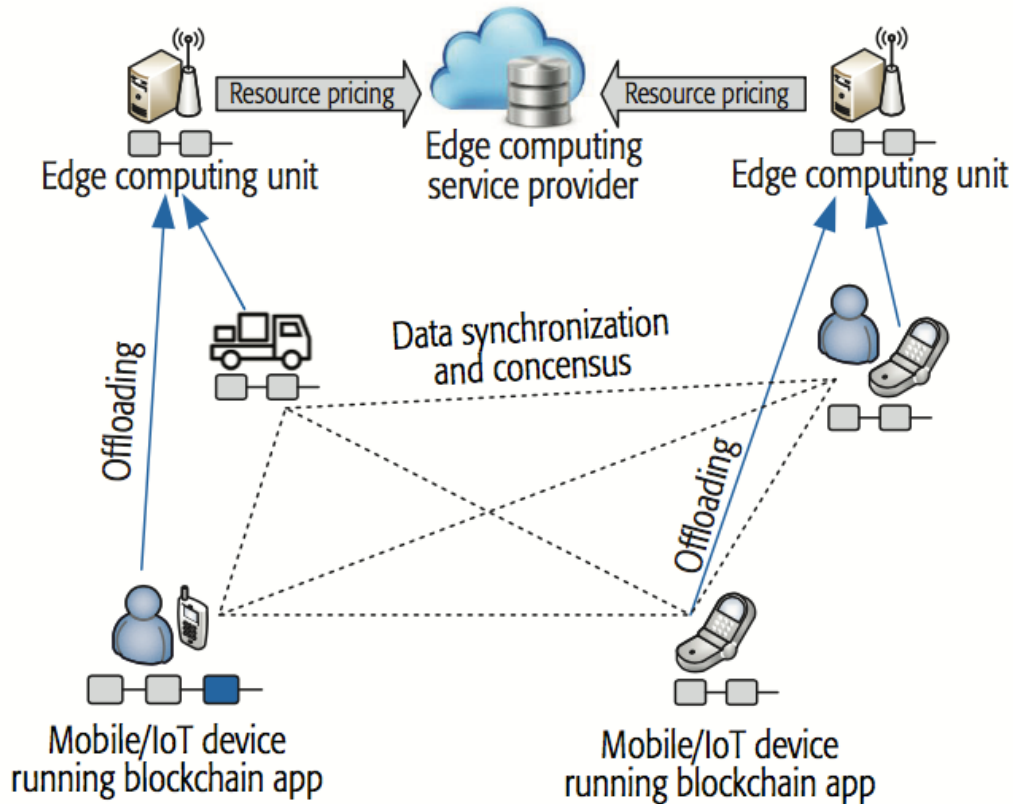 Resource pricing
Resource pricing
Edge computing unit
Edge computing
service provider
Edge computing unit
Data synchronization
and concensus
Offloading
Offloading
Mobile/IoT device
running blockchain app
Mobile/IoT device
running blockchain app